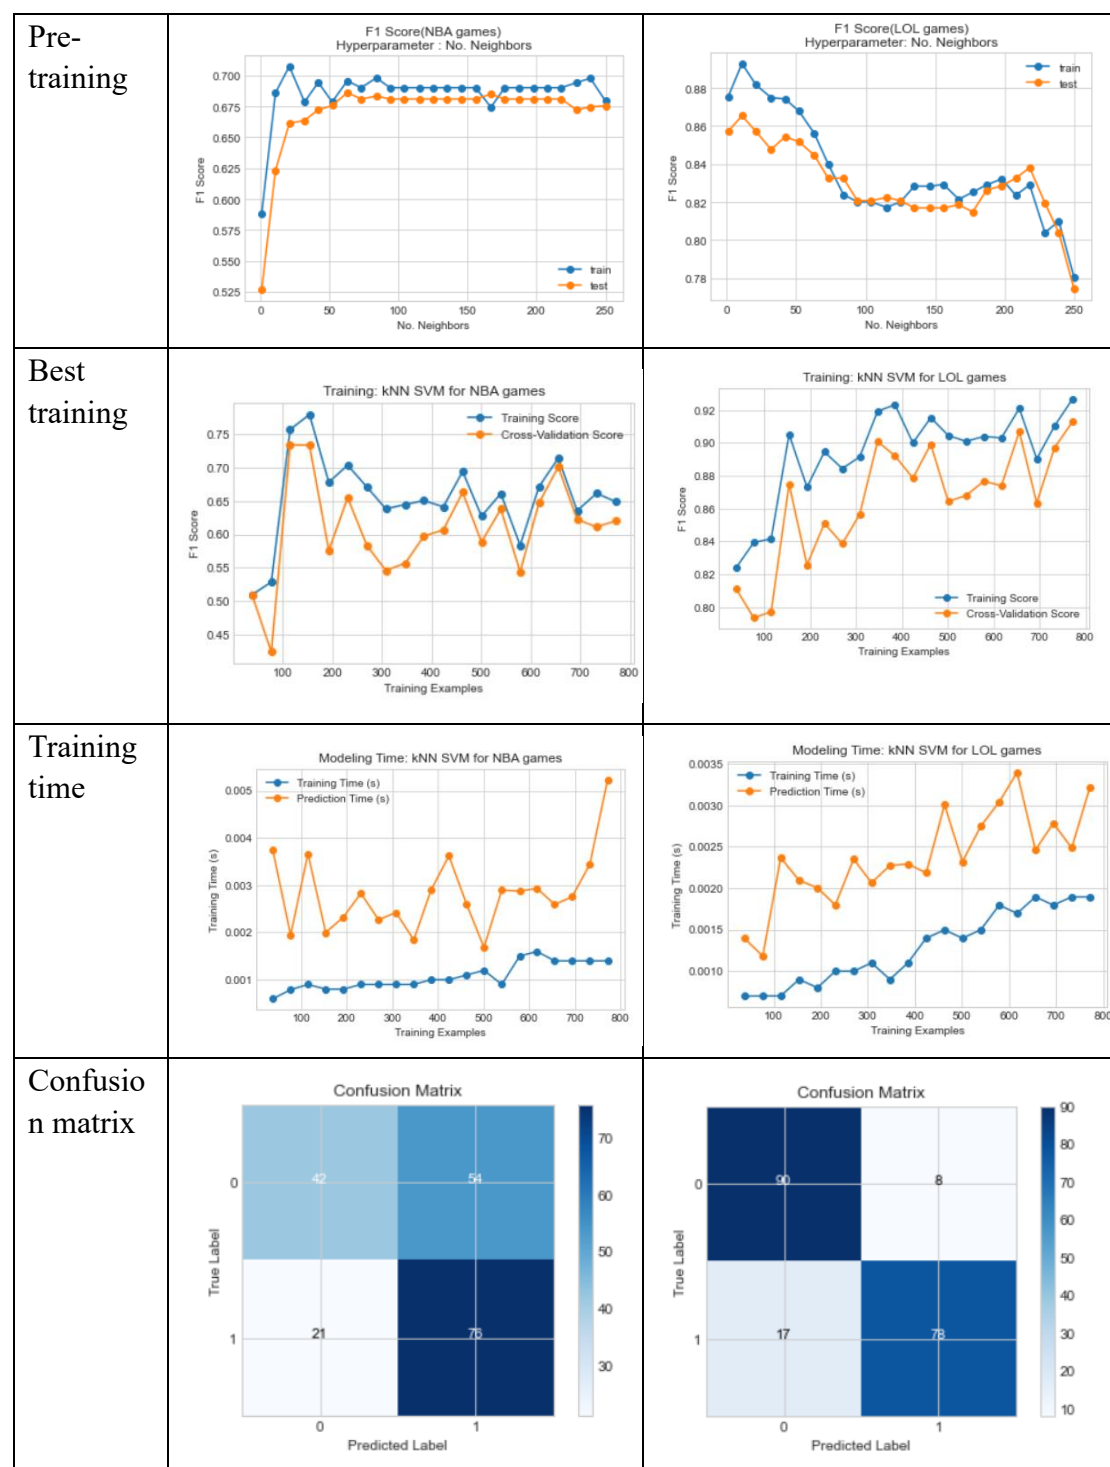 Pre-
training
F1 Score(NBA games)
Hyperparameter : No. Neighbors
F1 Score
0.700
0.675
0.650
0.625
0.600
0.575
0.550
0.525
train
test
0 50 100 150 200 250
No. Neighbors
F1 Score(LOL games)
Hyperparameter: No. Neighbors
F1 Score
0.88
0.86
0.84
0.82
0.80
0.78
train
test
0 50 100 150 200 250
No. Neighbors
Best
training
Training: kNN SVM for NBA games
F1 Score
0.75
0.70
0.65
0.60
0.55
0.50
0.45
Training Score
Cross-Validation Score
100 200 300 400 500 600 700 800
Training Examples
Training: kNN SVM for LOL games
F1 Score
0.92
0.90
0.88
0.86
0.84
0.82
0.80
Training Score
Cross-Validation Score
100 200 300 400 500 600 700 800
Training Examples
Training
time
Modeling Time: kNN SVM for NBA games
Training Time (s)
0.005
0.004
0.003
0.002
0.001
Training Time (s)
Prediction Time (s)
100 200 300 400 500 600 700 800
Training Examples
Modeling Time: kNN SVM for LOL games
Training Time (s)
0.0035
0.0030
0.0025
0.0020
0.0015
0.0010
Training Time (s)
Prediction Time (s)
100 200 300 400 500 600 700 800
Training Examples
Confusio
n matrix
Confusion Matrix
True Label
0
1
42 54
21 76
70
60
50
40
30
0 1
Predicted Label
Confusion Matrix
True Label
0
1
90 8
17 78
90
80
70
60
50
40
30
20
10
0 1
Predicted Label